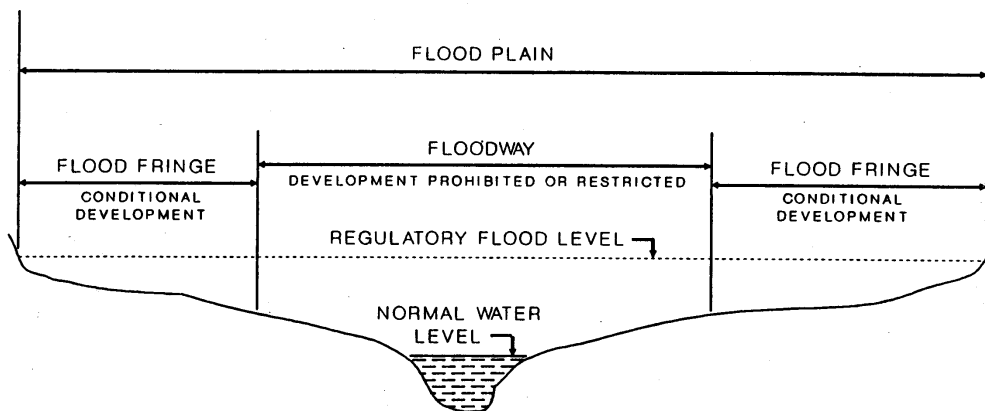 FLOOD PLAIN
FLOOD FRINGE
CONDITIONAL
DEVELOPMENT
FLOODWAY
DEVELOPMENT PROHIBITED OR RESTRICTED
FLOOD FRINGE
CONDITIONAL
DEVELOPMENT
REGULATORY FLOOD LEVEL
NORMAL WATER
LEVEL